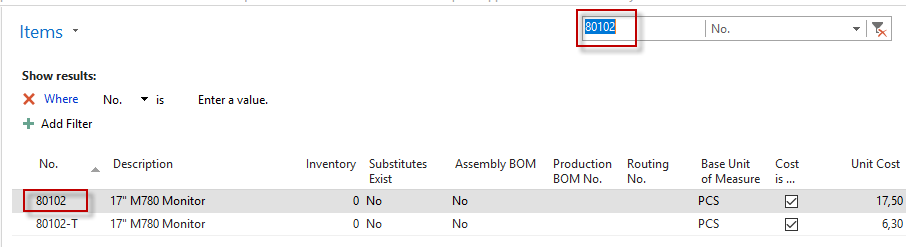 Items
80102 No.
Show results:
Where No. is Enter a value.
Add Filter
No. Description Inventory Substitutes Exist Assembly BOM Production BOM No. Routing No. Base Unit of Measure Cost is ... Unit Cost
80102 17" M780 Monitor 0 No No PCS 17,50
80102-T 17" M780 Monitor 0 No No PCS 6,30